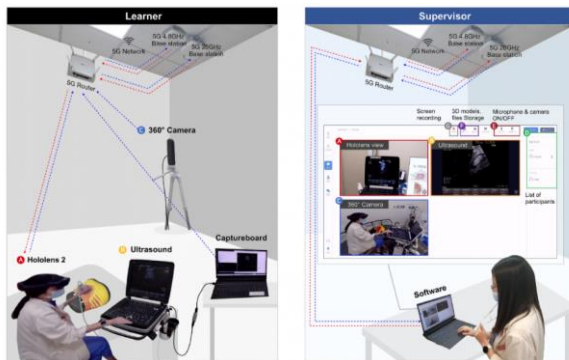 Learner
5G 4.8GHz
Base station
5G Network
5G 28GHz
Base station
5G Router
C 360° Camera
Captureboard
A Hololens 2
B Ultrasound
Supervisor
5G 4.8GHz
Base station
5G Network
5G 28GHz
Base station
5G Router
Screen
recording
3D models,
files Storage
Microphone & camera
ON/OFF
A Hololens view
B Ultrasound
C 360° Camera
List of
participants
Software